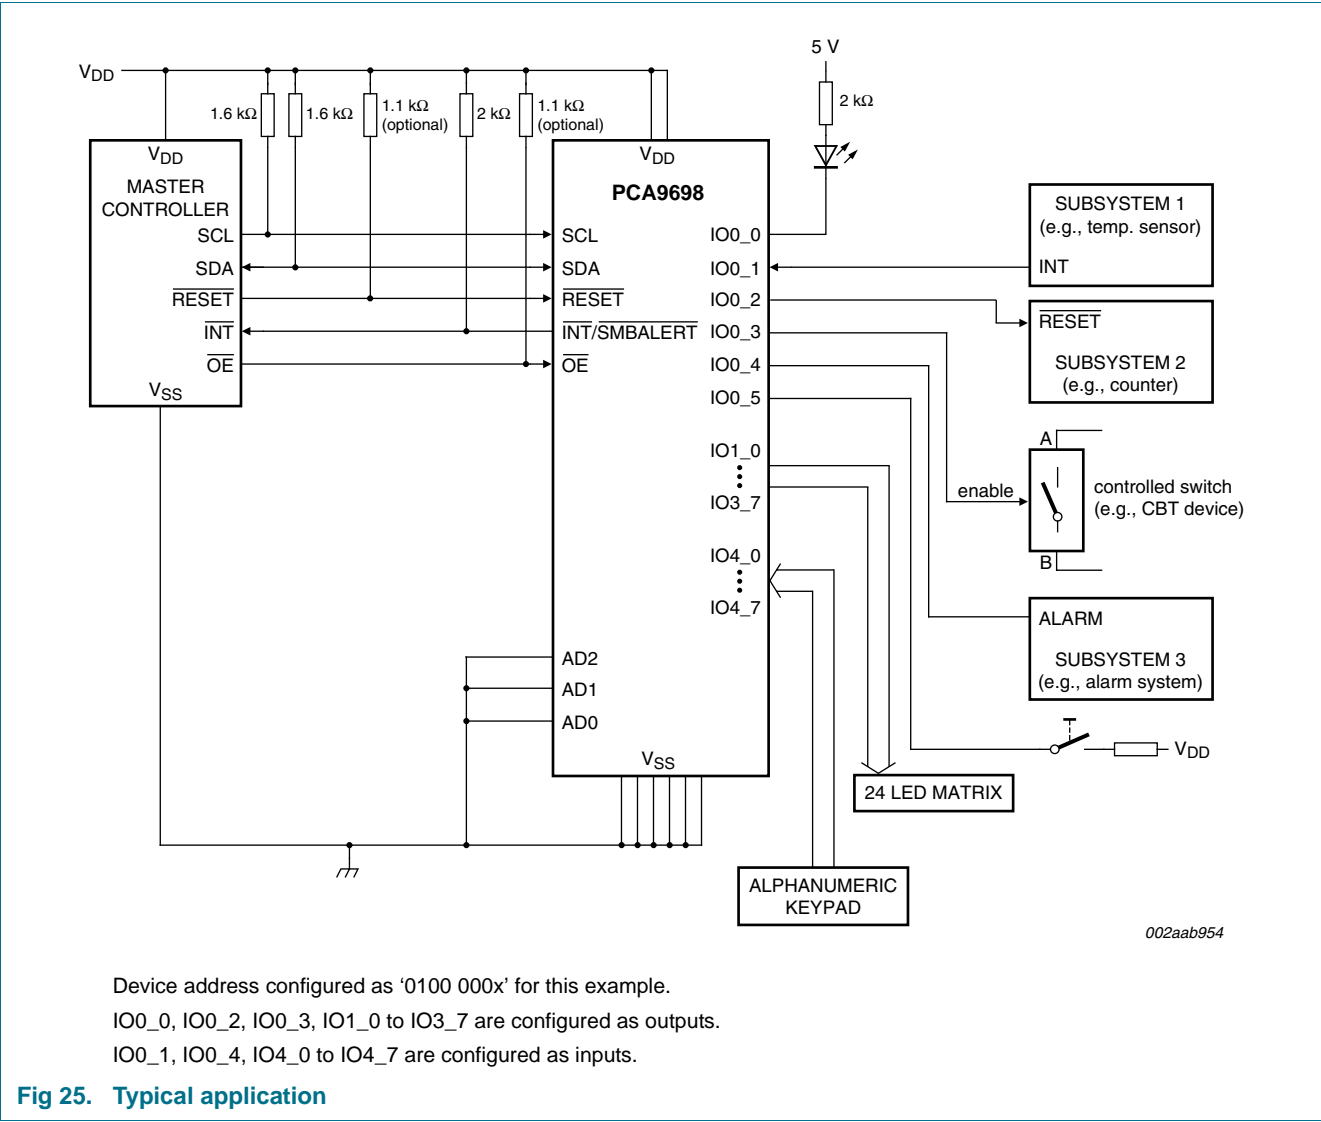 5 V
VDD
1.6 kΩ
1.6 kΩ
1.1 kΩ
(optional)
2 kΩ
1.1 kΩ
(optional)
2 kΩ
VDD
MASTER
CONTROLLER
SCL
SDA
RESET
INT
OE
VSS
VDD
PCA9698
SCL
SDA
RESET
INT/SMBALERT
OE
AD2
AD1
AD0
IO0_0
IO0_1
IO0_2
IO0_3
IO0_4
IO0_5
IO1_0
IO3_7
IO4_0
IO4_7
VSS
SUBSYSTEM 1
(e.g., temp. sensor)
INT
RESET
SUBSYSTEM 2
(e.g., counter)
A
enable
controlled switch
(e.g., CBT device)
B
ALARM
SUBSYSTEM 3
(e.g., alarm system)
VDD
24 LED MATRIX
ALPHANUMERIC
KEYPAD
002aab954
Device address configured as ‘0100 000x’ for this example.
IO0_0, IO0_2, IO0_3, IO1_0 to IO3_7 are configured as outputs.
IO0_1, IO0_4, IO4_0 to IO4_7 are configured as inputs.
Fig 25. Typical application